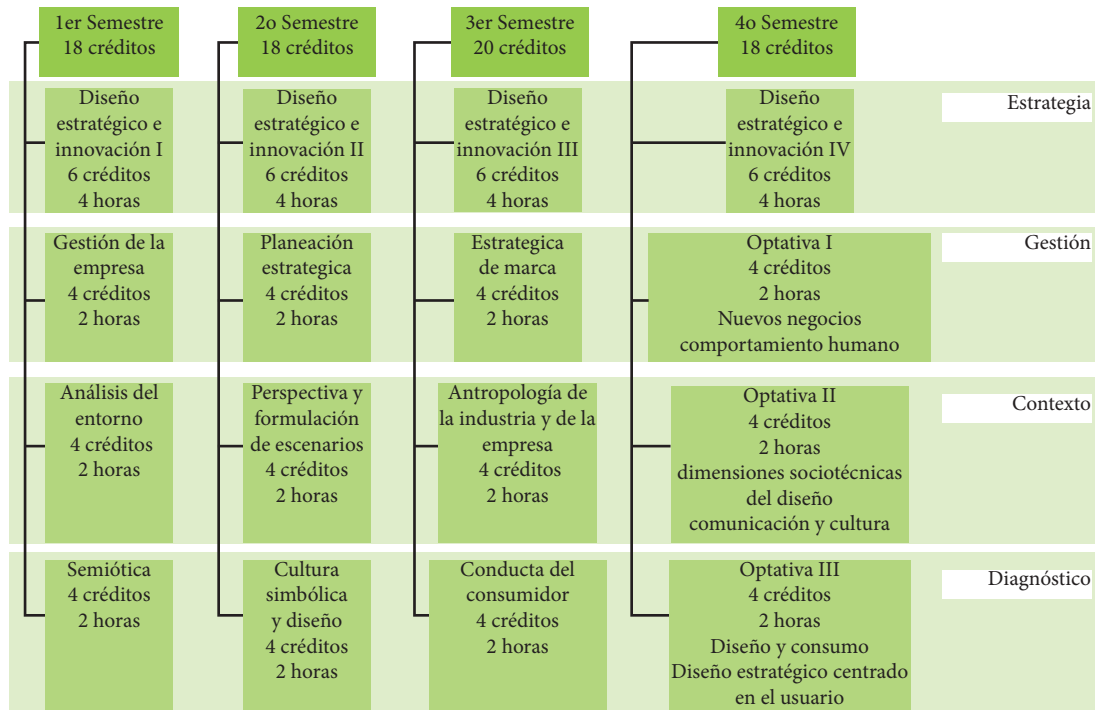 1er Semestre
18 créditos
2o Semestre
18 créditos
3er Semestre
20 créditos
4o Semestre
18 créditos
Diseño
estratégico e
innovación I
6 créditos
4 horas
Diseño
estratégico e
innovación II
6 créditos
4 horas
Diseño
estratégico e
innovación III
6 créditos
4 horas
Diseño
estratégico e
innovación IV
6 créditos
4 horas
Estrategia
Gestión de la
empresa
4 créditos
2 horas
Planeación
estrategica
4 créditos
2 horas
Estrategica
de marca
4 créditos
2 horas
Optativa I
4 créditos
2 horas
Nuevos negocios
comportamiento humano
Gestión
Análisis del
entorno
4 créditos
2 horas
Perspectiva y
formulación
de escenarios
4 créditos
2 horas
Antropología de
la industria y de la
empresa
4 créditos
2 horas
Optativa II
4 créditos
2 horas
dimensiones sociotécnicas
del diseño
comunicación y cultura
Contexto
Semiótica
4 créditos
2 horas
Cultura
simbólica
y diseño
4 créditos
2 horas
Conducta del
consumidor
4 créditos
2 horas
Optativa III
4 créditos
2 horas
Diseño y consumo
Diseño estratégico centrado
en el usuario
Diagnóstico